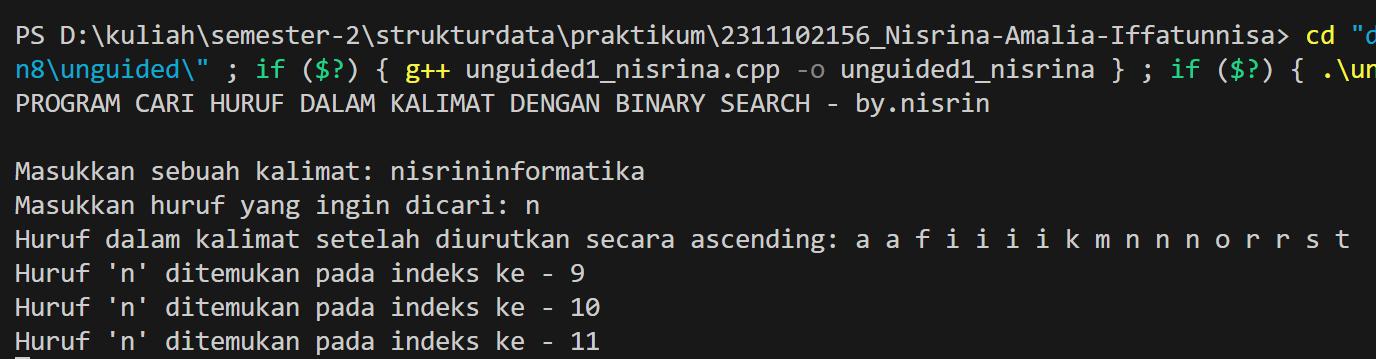 PS D:\kuliah\semester-2\strukturdata\praktikum\2311102156_Nisrina-Amalia-Iffatunnisa> cd "d
n8\unguided\" ; if ($?) { g++ unguided1_nisrina.cpp -o unguided1_nisrina } ; if ($?) { .\un
PROGRAM CARI HURUF DALAM KALIMAT DENGAN BINARY SEARCH - by.nisrin
Masukkan sebuah kalimat: nisrininformatika
Masukkan huruf yang ingin dicari: n
Huruf dalam kalimat setelah diurutkan secara ascending: a a f i i i i k m n n n o r r s t
Huruf 'n' ditemukan pada indeks ke - 9
Huruf 'n' ditemukan pada indeks ke - 10
Huruf 'n' ditemukan pada indeks ke - 11